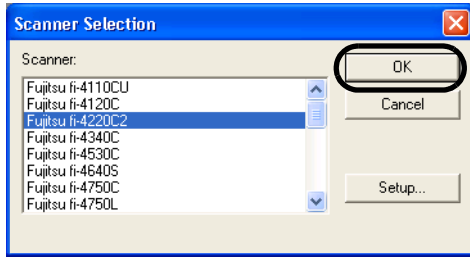 Scanner Selection
Scanner:
OK
Fujitsu fi-4110CU
Fujitsu fi-4120C
Cancel
Fujitsu fi-4220C2
Fujitsu fi-4340C
Fujitsu fi-4530C
Fujitsu fi-4640S
Fujitsu fi-4750C
Setup...
Fujitsu fi-4750L